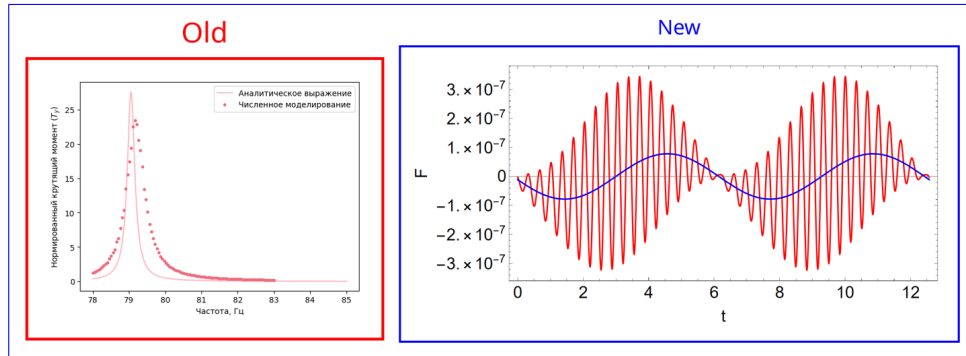 Old
New
Нормированный крутящий момент (Ty)
25
20
15
10
5
0
78 79 80 81 82 83 84 85
Частота, Гц
Аналитическое выражение
Численное моделирование
F
3. × 10⁻⁷
2. × 10⁻⁷
1. × 10⁻⁷
0
−1. × 10⁻⁷
−2. × 10⁻⁷
−3. × 10⁻⁷
0 2 4 6 8 10 12
t